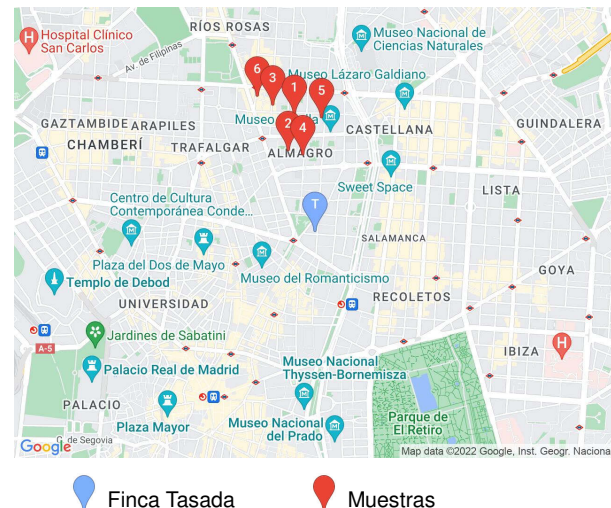 RÍOS ROSAS
Hospital Clínico
San Carlos
Museo Nacional de
Ciencias Naturales
Av. de Filipinas
6
3
Museo Lázaro Galdiano
1
5
GAZTAMBIDE
ARAPILES
Museo
2
4
CASTELLANA
GUINDALERA
CHAMBERÍ
TRAFALGAR
ALMAGRO
Sweet Space
LISTA
Centro de Cultura
Contemporánea Conde...
T
SALAMANCA
Plaza del Dos de Mayo
Museo del Romanticismo
GOYA
Templo de Debod
UNIVERSIDAD
RECOLETOS
Jardines de Sabatini
A-5
IBIZA
Palacio Real de Madrid
Museo Nacional
Thyssen-Bornemisza
PALACIO
Plaza Mayor
Museo Nacional
del Prado
Parque de
El Retiro
Google
C. de Segovia
Map data ©2022 Google, Inst. Geogr. Nacional
Finca Tasada
Muestras